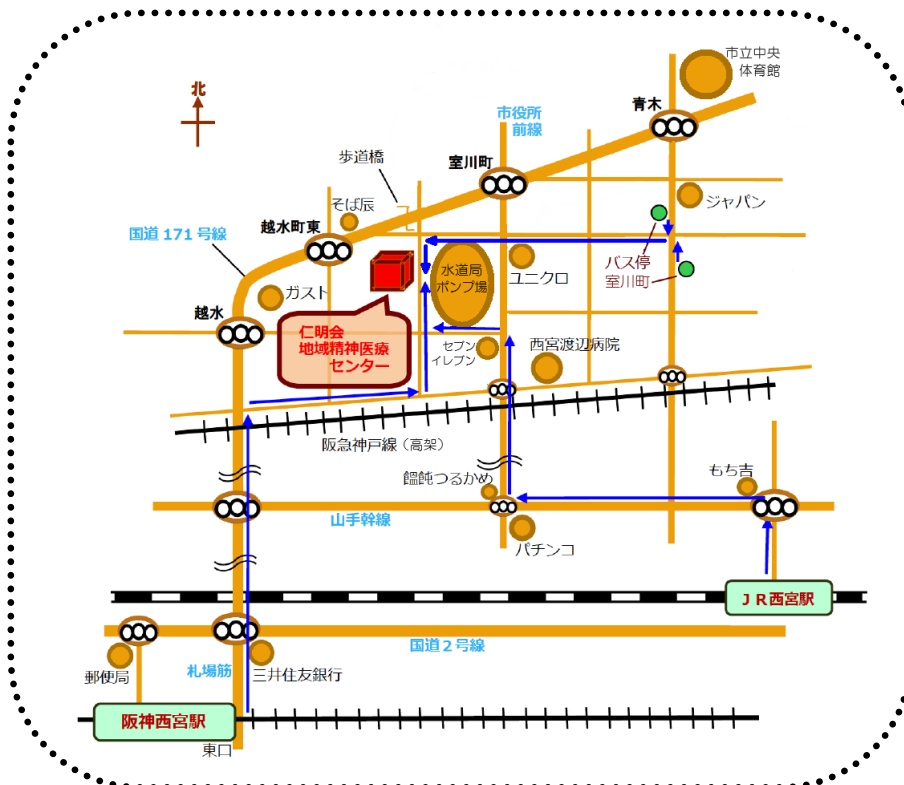 市立中央
体育館
北
市役所
前線
青木
歩道橋
室川町
そば辰
ジャパン
国道 171 号線
越水町東
バス停
室川町
水道局
ポンプ場
ユニクロ
ガスト
越水
仁明会
地域精神医療
センター
セブン
イレブン
西宮渡辺病院
阪急神戸線（高架）
饂飩つるかめ
もち吉
山手幹線
パチンコ
ＪＲ西宮駅
国道２号線
郵便局
札場筋
三井住友銀行
阪神西宮駅
東口